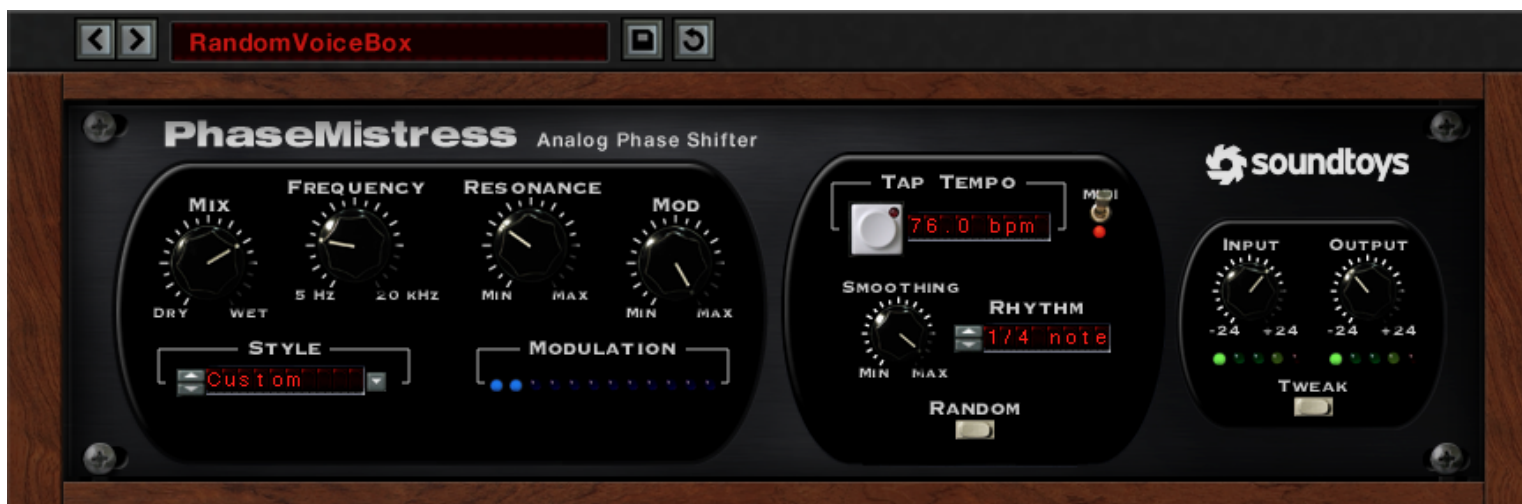 RandomVoiceBox
PhaseMistress Analog Phase Shifter
soundtoys
MIX
FREQUENCY
RESONANCE
MOD
DRY WET
5 HZ 20 KHZ
MIN MAX
MIN MAX
STYLE
Custom
MODULATION
TAP TEMPO
76.0 bpm
MIDI
SMOOTHING
MIN MAX
RHYTHM
1/4 note
RANDOM
INPUT OUTPUT
-24 +24 -24 +24
TWEAK